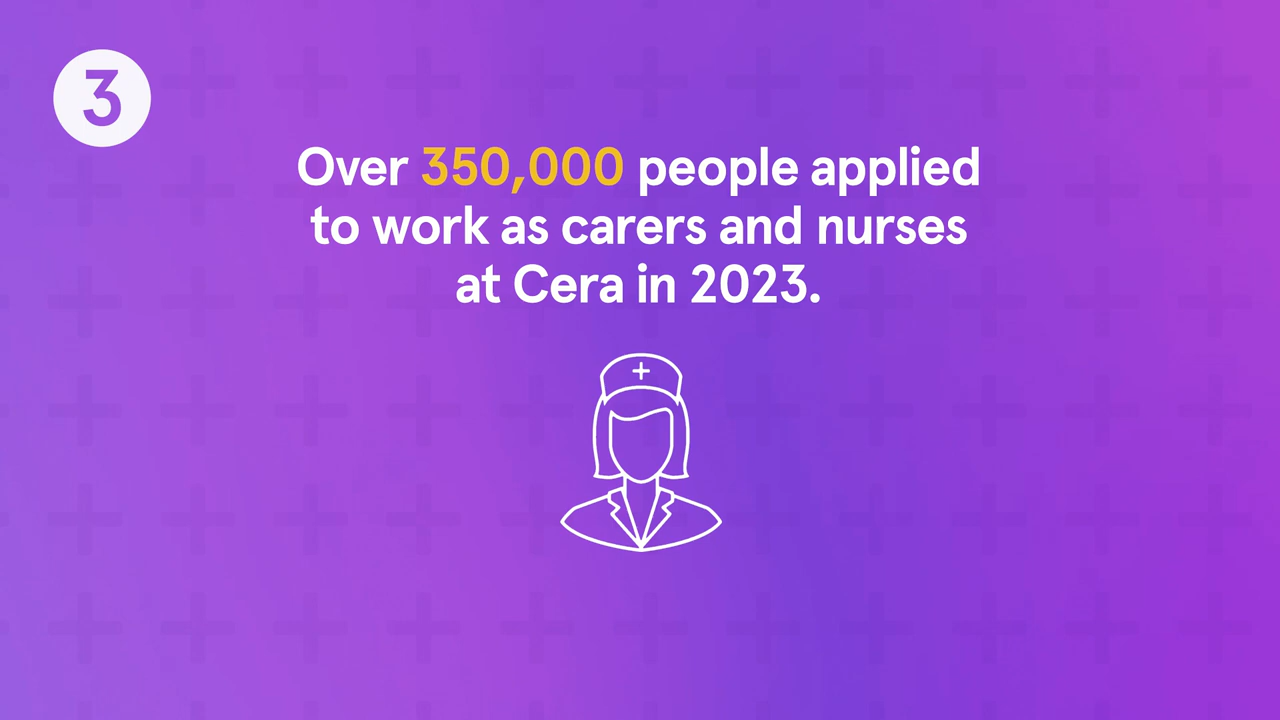 3
Over 350,000 people applied
to work as carers and nurses
at Cera in 2023.